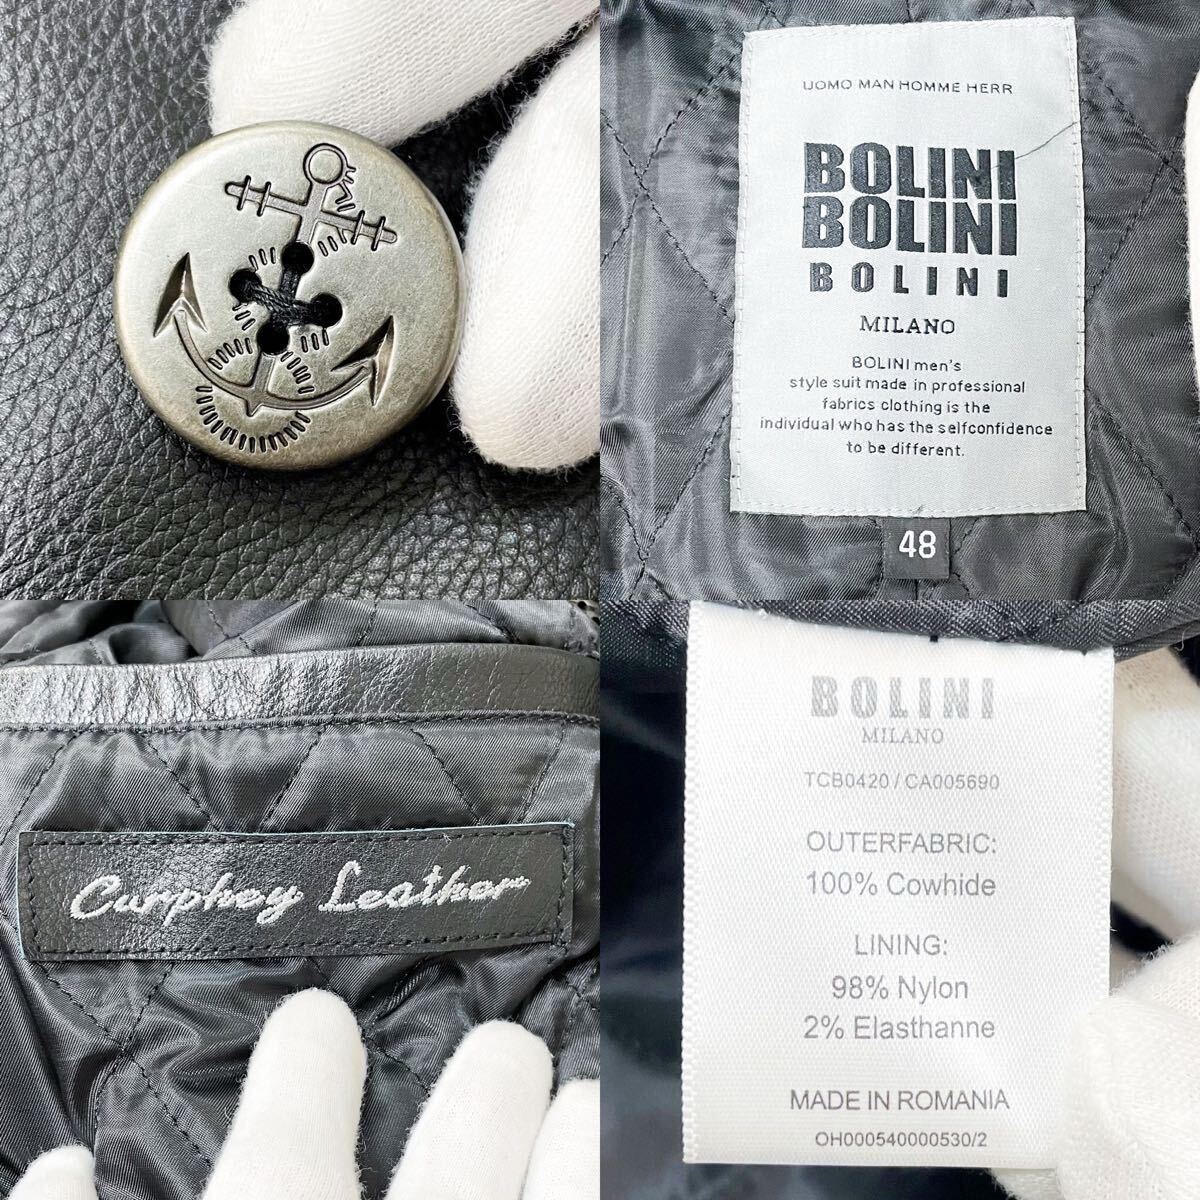 UOMO MAN HOMME HERR
BOLINI
BOLINI
BOLINI
MILANO
BOLINI men's
style suit made in professional
fabrics clothing is the
individual who has the selfconfidence
to be different.
48
Curphey Leather
BOLINI
MILANO
TCB0420 / CA005690
OUTERFABRIC:
100% Cowhide
LINING:
98% Nylon
2% Elasthanne
MADE IN ROMANIA
OH000540000530/2